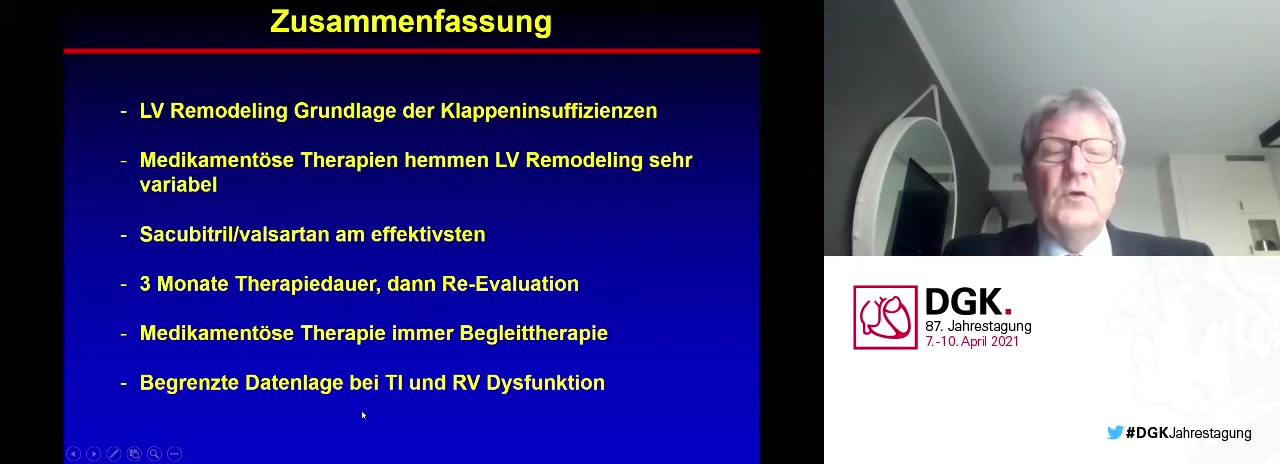 Zusammenfassung
- LV Remodeling Grundlage der Klappeninsuffizienzen
- Medikamentöse Therapien hemmen LV Remodeling sehr
variabel
- Sacubitril/valsartan am effektivsten
- 3 Monate Therapiedauer, dann Re-Evaluation
- Medikamentöse Therapie immer Begleittherapie
- Begrenzte Datenlage bei TI und RV Dysfunktion
DGK.
87. Jahrestagung
7.-10. April 2021
#DGKJahrestagung